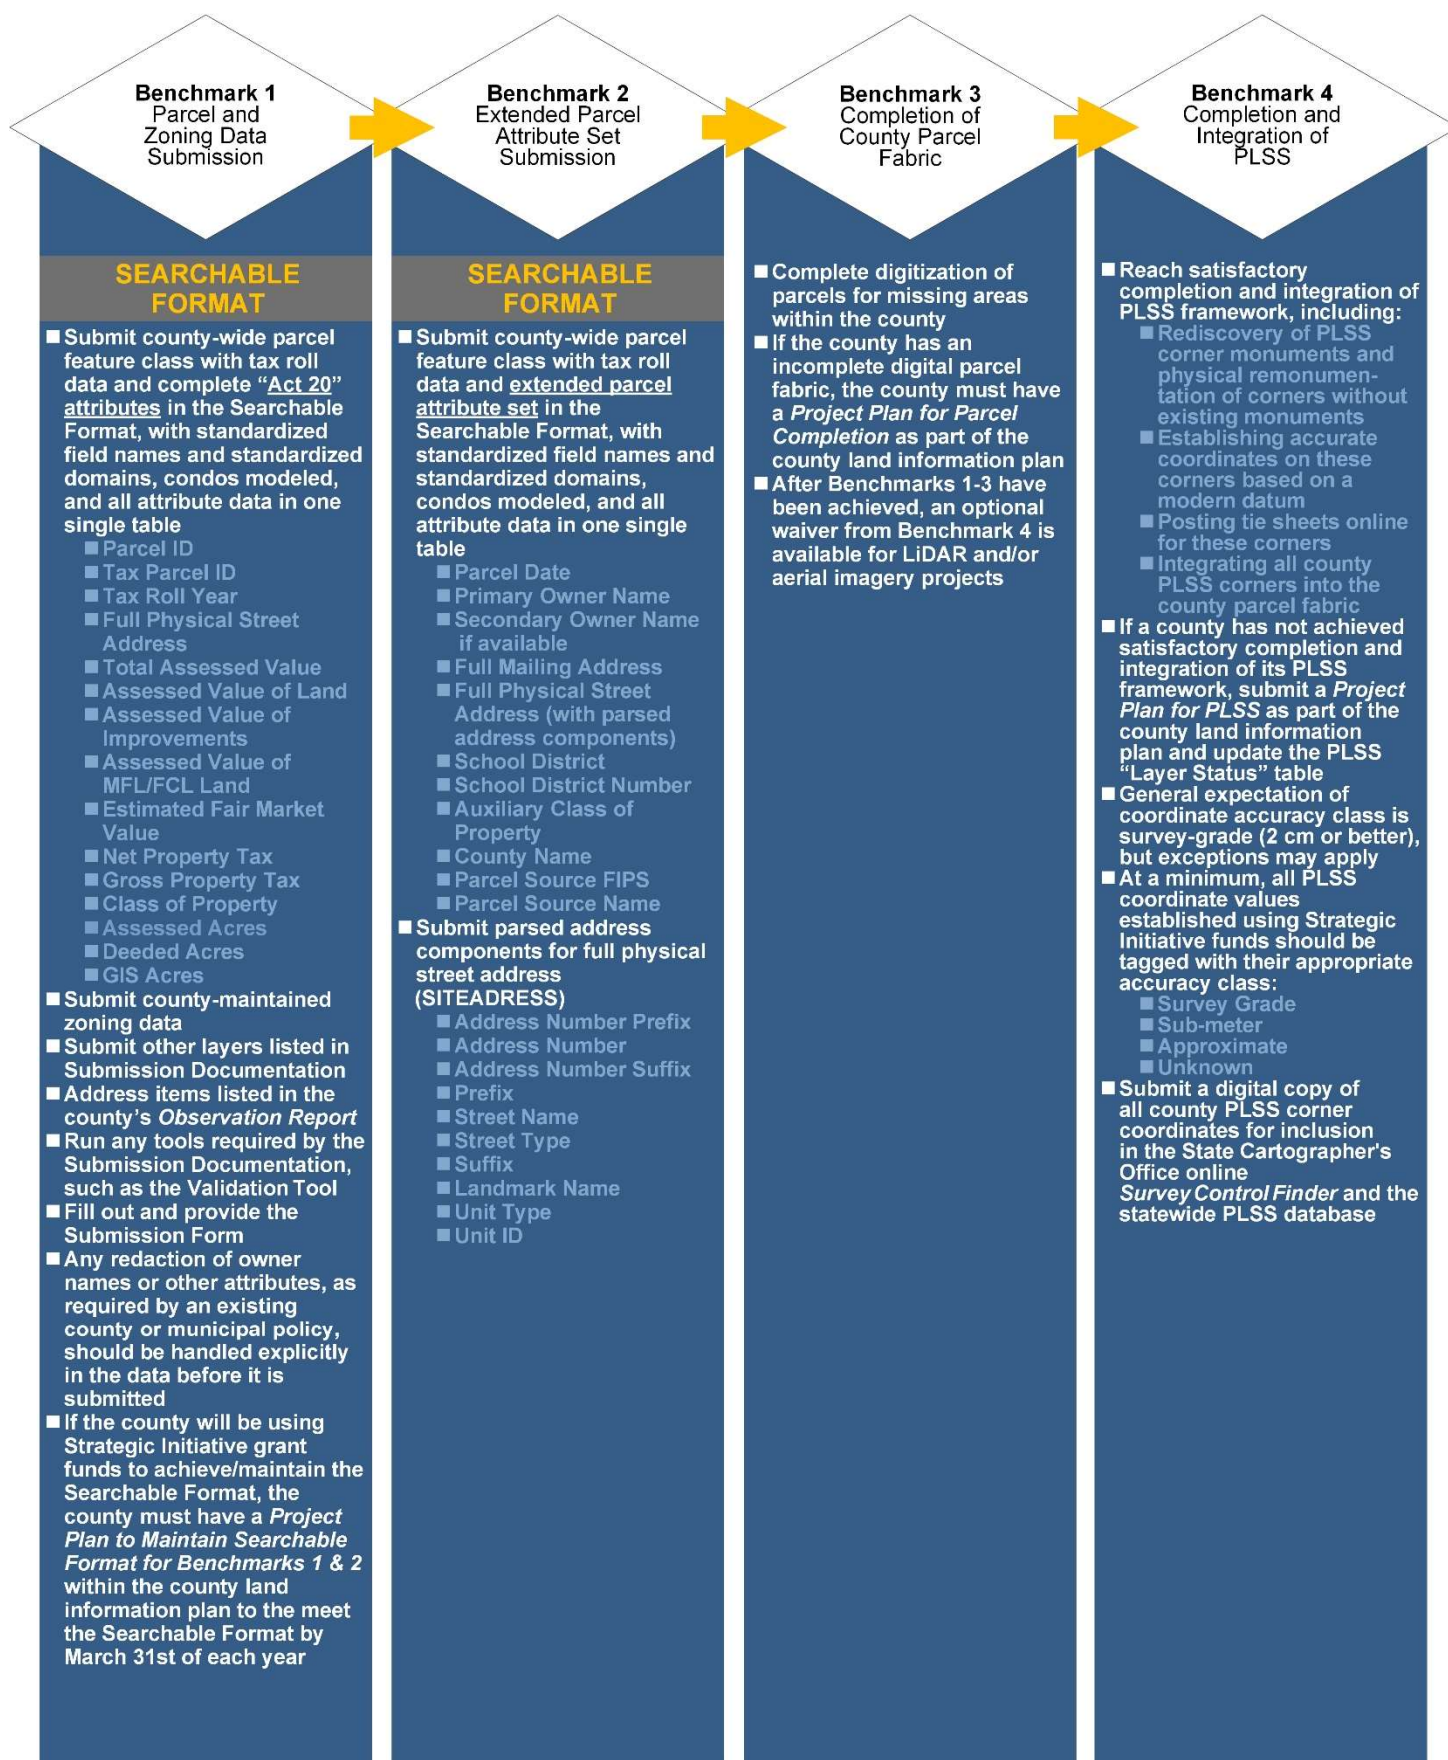 Benchmark 1
Parcel and
Zoning Data
Submission
SEARCHABLE
FORMAT
■ Submit county-wide parcel
feature class with tax roll
data and complete “Act 20”
attributes in the Searchable
Format, with standardized
field names and standardized
domains, condos modeled,
and all attribute data in one
single table
■ Parcel ID
■ Tax Parcel ID
■ Tax Roll Year
■ Full Physical Street
Address
■ Total Assessed Value
■ Assessed Value of Land
■ Assessed Value of
Improvements
■ Assessed Value of
MFL/FCL Land
■ Estimated Fair Market
Value
■ Net Property Tax
■ Gross Property Tax
■ Class of Property
■ Assessed Acres
■ Deeded Acres
■ GIS Acres
■ Submit county-maintained
zoning data
■ Submit other layers listed in
Submission Documentation
■ Address items listed in the
county’s Observation Report
■ Run any tools required by the
Submission Documentation,
such as the Validation Tool
■ Fill out and provide the
Submission Form
■ Any redaction of owner
names or other attributes, as
required by an existing
county or municipal policy,
should be handled explicitly
in the data before it is
submitted
■ If the county will be using
Strategic Initiative grant
funds to achieve/maintain the
Searchable Format, the
county must have a Project
Plan to Maintain Searchable
Format for Benchmarks 1 & 2
within the county land
information plan to the meet
the Searchable Format by
March 31st of each year
Benchmark 2
Extended Parcel
Attribute Set
Submission
SEARCHABLE
FORMAT
■ Submit county-wide parcel
feature class with tax roll
data and extended parcel
attribute set in the
Searchable Format, with
standardized field names and
standardized domains,
condos modeled, and all
attribute data in one single
table
■ Parcel Date
■ Primary Owner Name
■ Secondary Owner Name
if available
■ Full Mailing Address
■ Full Physical Street
Address (with parsed
address components)
■ School District
■ School District Number
■ Auxiliary Class of
Property
■ County Name
■ Parcel Source FIPS
■ Parcel Source Name
■ Submit parsed address
components for full physical
street address
(SITEADRESS)
■ Address Number Prefix
■ Address Number
■ Address Number Suffix
■ Prefix
■ Street Name
■ Street Type
■ Suffix
■ Landmark Name
■ Unit Type
■ Unit ID
Benchmark 3
Completion of
County Parcel
Fabric
■ Complete digitization of
parcels for missing areas
within the county
■ If the county has an
incomplete digital parcel
fabric, the county must have
a Project Plan for Parcel
Completion as part of the
county land information plan
■ After Benchmarks 1-3 have
been achieved, an optional
waiver from Benchmark 4 is
available for LiDAR and/or
aerial imagery projects
Benchmark 4
Completion and
Integration of
PLSS
■ Reach satisfactory
completion and integration of
PLSS framework, including:
■ Rediscovery of PLSS
corner monuments and
physical remonumen-
tation of corners without
existing monuments
■ Establishing accurate
coordinates on these
corners based on a
modern datum
■ Posting tie sheets online
for these corners
■ Integrating all county
PLSS corners into the
county parcel fabric
■ If a county has not achieved
satisfactory completion and
integration of its PLSS
framework, submit a Project
Plan for PLSS as part of the
county land information
plan and update the PLSS
“Layer Status” table
■ General expectation of
coordinate accuracy class is
survey-grade (2 cm or better),
but exceptions may apply
■ At a minimum, all PLSS
coordinate values
established using Strategic
Initiative funds should be
tagged with their appropriate
accuracy class:
■ Survey Grade
■ Sub-meter
■ Approximate
■ Unknown
■ Submit a digital copy of
all county PLSS corner
coordinates for inclusion
in the State Cartographer's
Office online
Survey Control Finder and the
statewide PLSS database